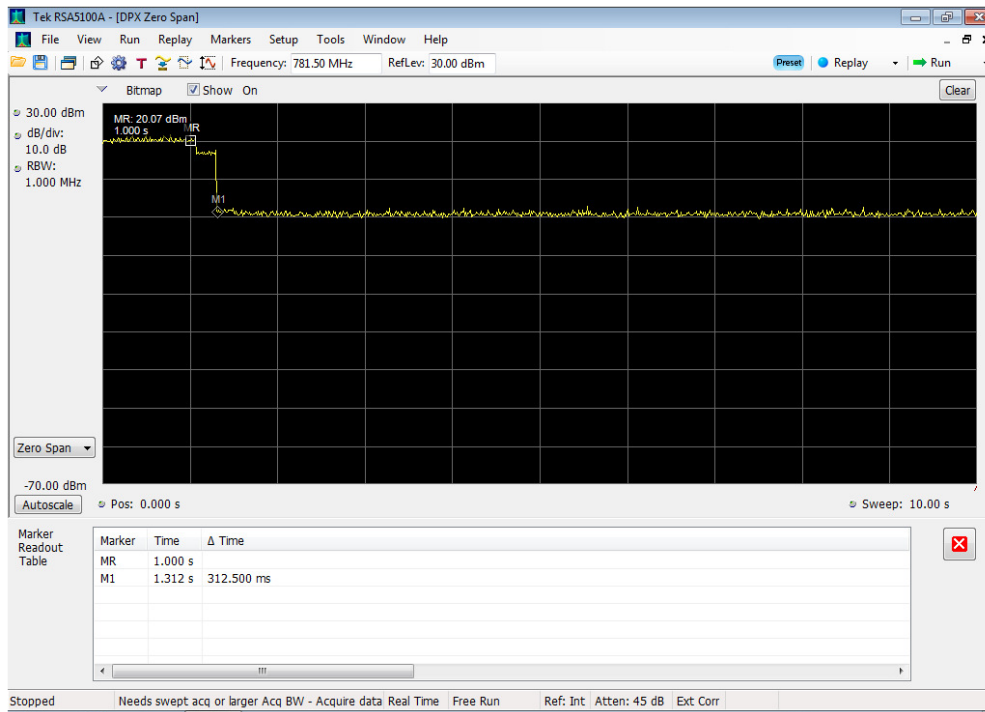 Tek RSA5100A - [DPX Zero Span]
File View Run Replay Markers Setup Tools Window Help
T Frequency: 781.50 MHz RefLev: 30.00 dBm Preset Replay Run
Bitmap Show On Clear
30.00 dBm
dB/div:
10.0 dB
RBW:
1.000 MHz
MR: 20.07 dBm
1.000 s
MR
M1
Zero Span
-70.00 dBm
Autoscale Pos: 0.000 s Sweep: 10.00 s
Marker
Readout
Table
Marker Time Δ Time
MR 1.000 s
M1 1.312 s 312.500 ms
Stopped Needs swept acq or larger Acq BW - Acquire data Real Time Free Run Ref: Int Atten: 45 dB Ext Corr